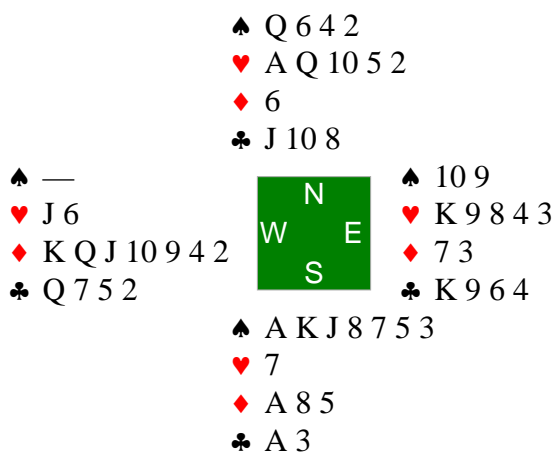 ♠ Q 6 4 2
♥ A Q 10 5 2
♦ 6
♣ J 10 8
♠ —
♥ J 6
♦ K Q J 10 9 4 2
♣ Q 7 5 2
N
W E
S
♠ 10 9
♥ K 9 8 4 3
♦ 7 3
♣ K 9 6 4
♠ A K J 8 7 5 3
♥ 7
♦ A 8 5
♣ A 3